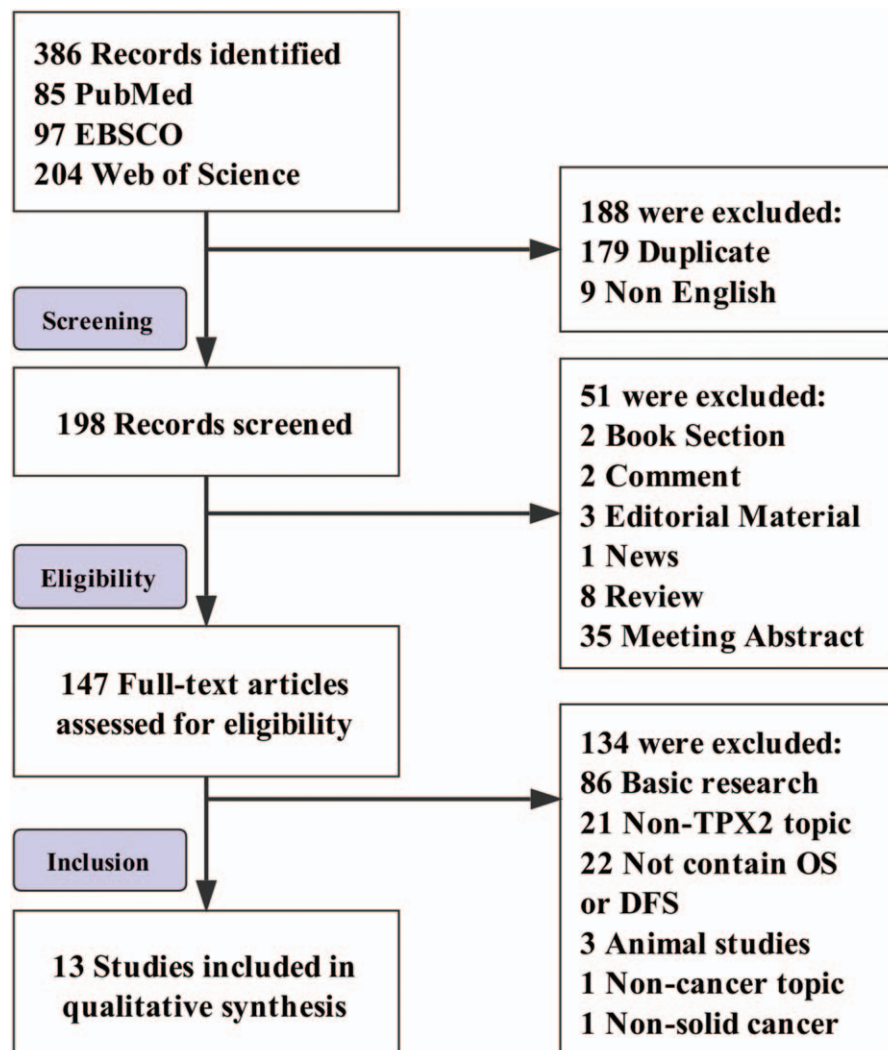 386 Records identified
85 PubMed
97 EBSCO
204 Web of Science
188 were excluded:
179 Duplicate
9 Non English
Screening
198 Records screened
51 were excluded:
2 Book Section
2 Comment
3 Editorial Material
1 News
8 Review
35 Meeting Abstract
Eligibility
147 Full-text articles
assessed for eligibility
134 were excluded:
86 Basic research
21 Non-TPX2 topic
22 Not contain OS
or DFS
3 Animal studies
1 Non-cancer topic
1 Non-solid cancer
Inclusion
13 Studies included in
qualitative synthesis